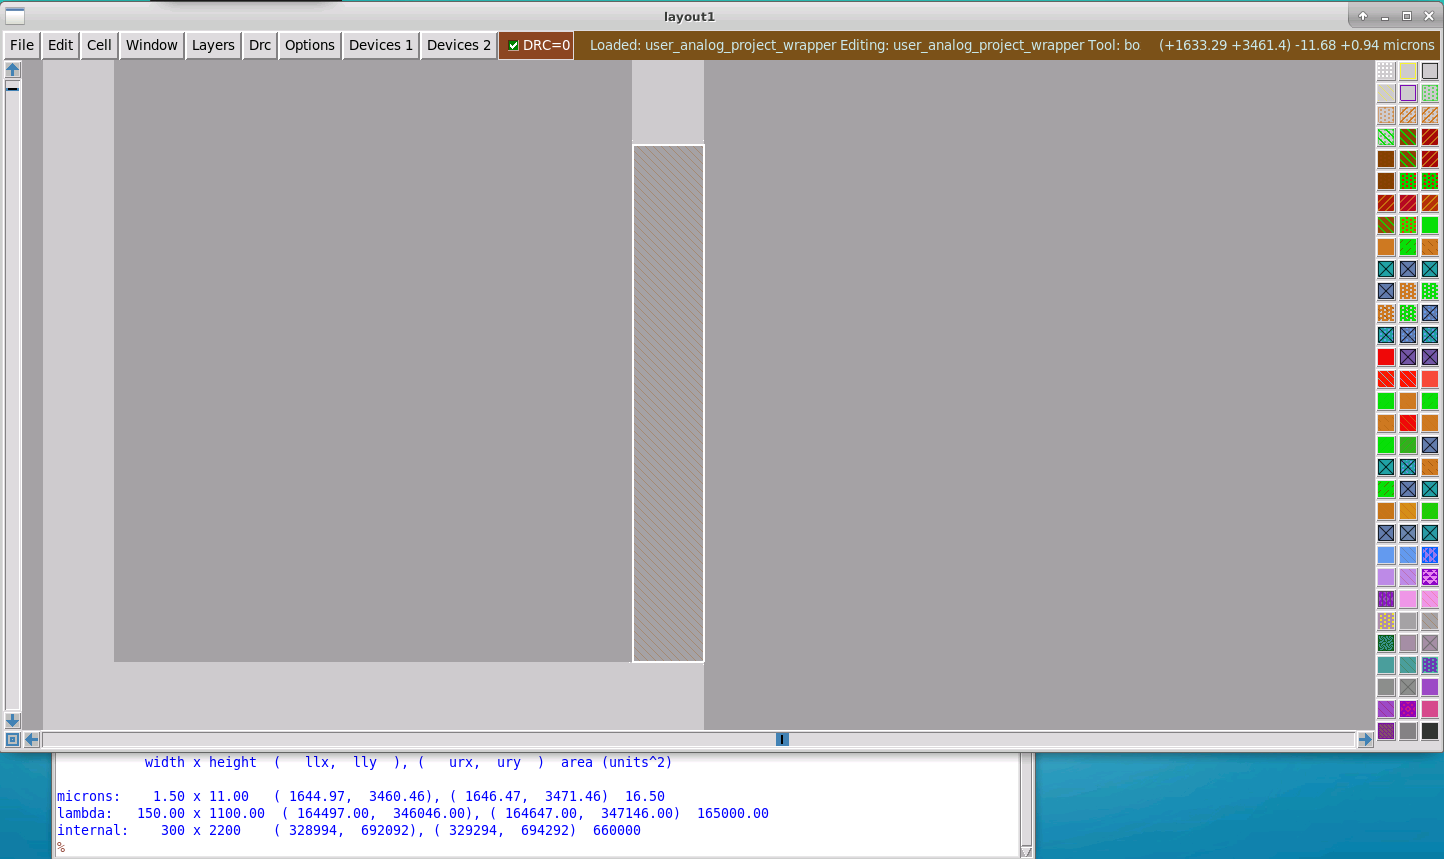 layout1
File Edit Cell Window Layers Drc Options Devices 1 Devices 2 DRC=0 Loaded: user_analog_project_wrapper Editing: user_analog_project_wrapper Tool: bo (+1633.29 +3461.4) -11.68 +0.94 microns
width x height ( llx, lly ), ( urx, ury ) area (units^2)
microns: 1.50 x 11.00 ( 1644.97, 3460.46), ( 1646.47, 3471.46) 16.50
lambda: 150.00 x 1100.00 ( 164497.00, 346046.00), ( 164647.00, 347146.00) 165000.00
internal: 300 x 2200 ( 328994, 692092), ( 329294, 694292) 660000
%